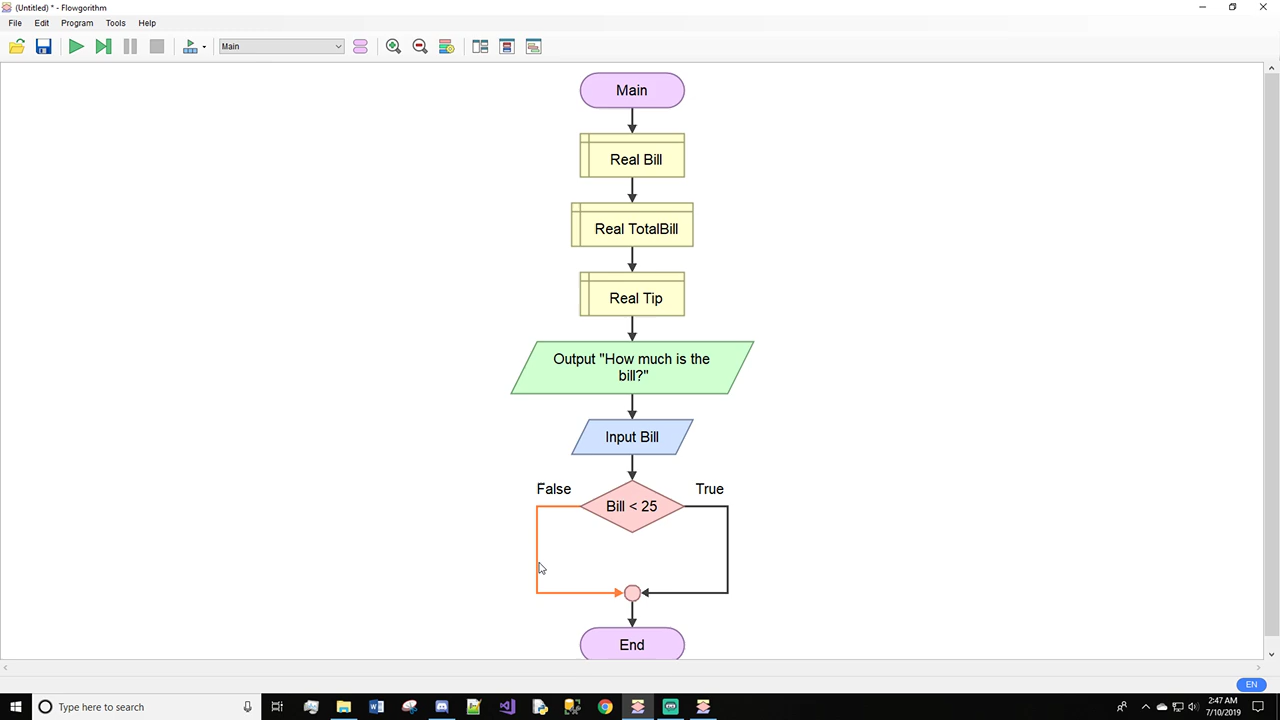 (Untitled) * - Flowgorithm
File Edit Program Tools Help
Main
Main
Real Bill
Real TotalBill
Real Tip
Output "How much is the
bill?"
Input Bill
False
True
Bill < 25
End
EN
Type here to search
2:47 AM
7/10/2019